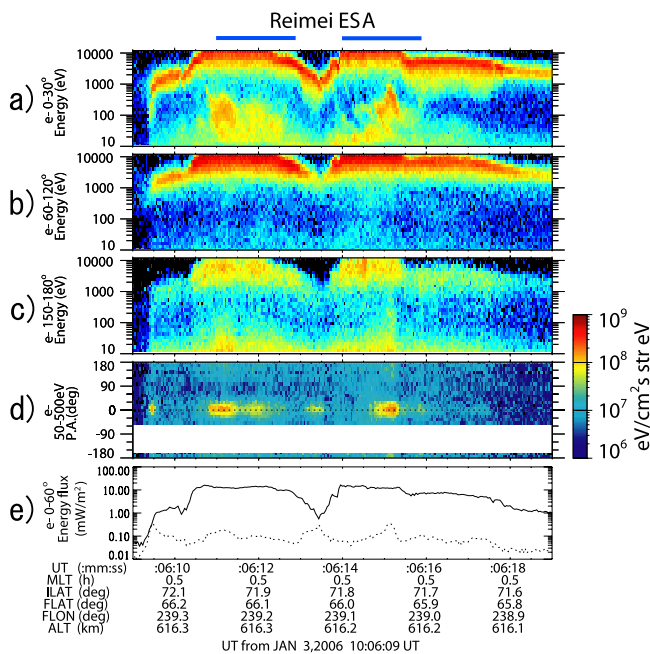 Reimei ESA
a) e- 0-30° Energy (eV)
10000
1000
100
10
b) e- 60-120° Energy (eV)
10000
1000
100
10
c) e- 150-180° Energy (eV)
10000
1000
100
10
d) e- 50-500eV P.A.(deg)
180
90
0
-90
-180
10⁹
10⁸
10⁷
10⁶
eV/cm² s str eV
e) e- 0-60° Energy flux (mW/m²)
100.00
10.00
1.00
0.10
0.01
UT (:mm:ss) :06:10 :06:12 :06:14 :06:16 :06:18
MLT (h) 0.5 0.5 0.5 0.5 0.5
ILAT (deg) 72.1 71.9 71.8 71.7 71.6
FLAT (deg) 66.2 66.1 66.0 65.9 65.8
FLON (deg) 239.3 239.2 239.1 239.0 238.9
ALT (km) 616.3 616.3 616.2 616.2 616.1
UT from JAN 3,2006 10:06:09 UT